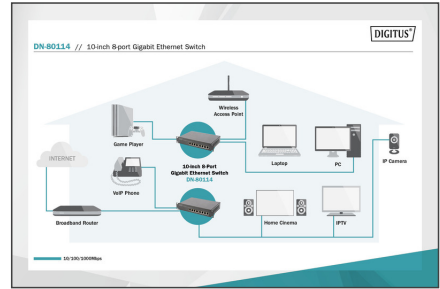 DIGITUS®
DN-80114 // 10-inch 8-port Gigabit Ethernet Switch
Wireless
Access Point
Game Player
INTERNET
10-inch 8-Port
Gigabit Ethernet Switch
DN-80114
Laptop
PC
IP Camera
VoIP Phone
Broadband Router
Home Cinema
IPTV
10/100/1000Mbps